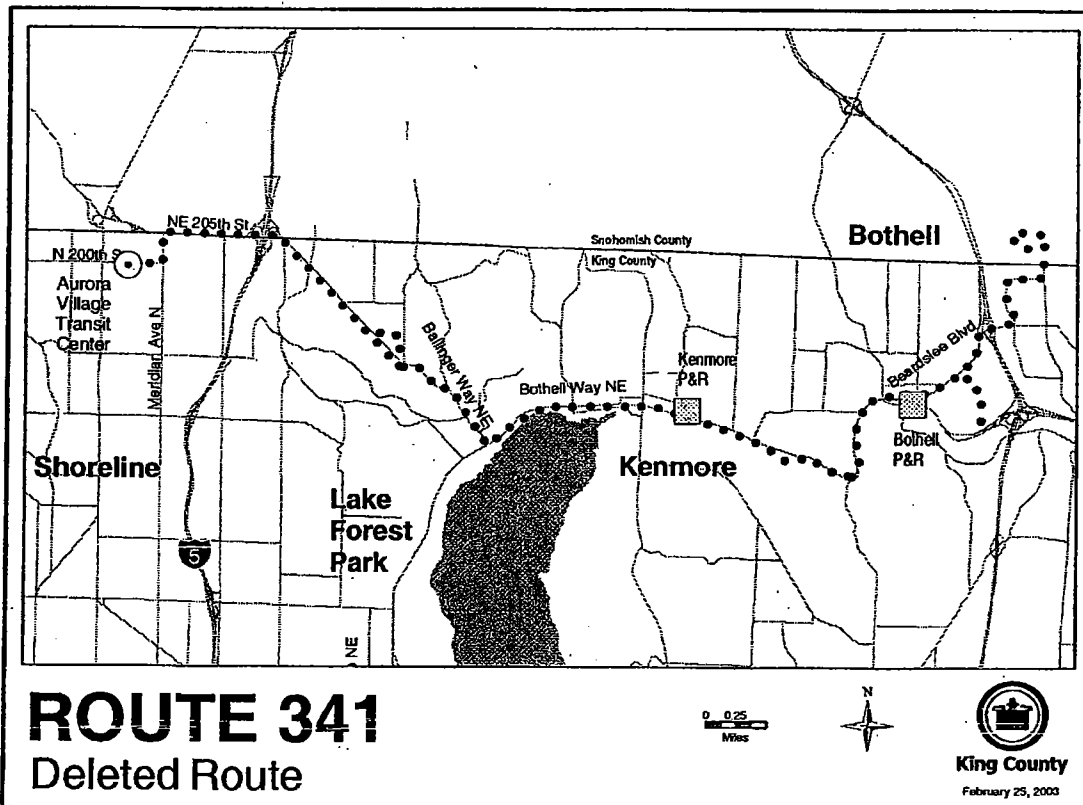 NE 205th St
N 200th S
Aurora
Village
Transit
Center
Meridian Ave N
Snohomish County
King County
Bothell
Ballinger Way NE
Bothell Way NE
Kenmore
P&R
Beardslee Blvd
Bothell
P&R
Shoreline
Lake
Forest
Park
Kenmore
5
NE
ROUTE 341
Deleted Route
0 0.25
Miles
N
King County
February 25, 2003